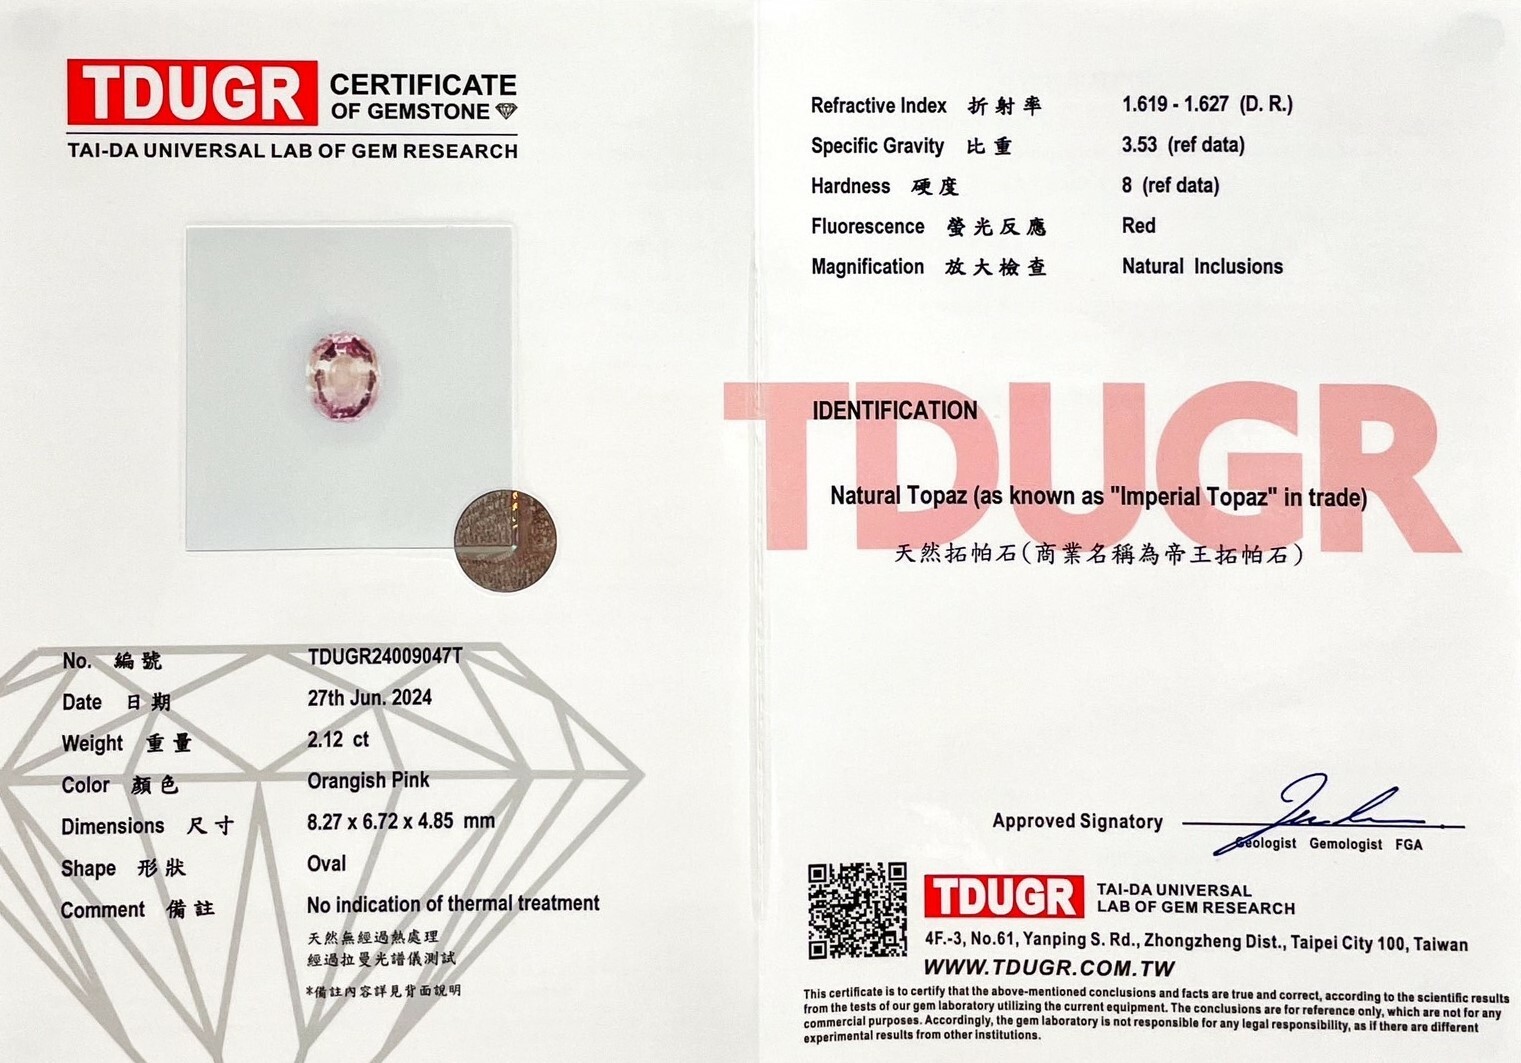 TDUGR CERTIFICATE
OF GEMSTONE
TAI-DA UNIVERSAL LAB OF GEM RESEARCH
No. 編號 TDUGR24009047T
Date 日期 27th Jun. 2024
Weight 重量 2.12 ct
Color 顏色 Orangish Pink
Dimensions 尺寸 8.27 x 6.72 x 4.85 mm
Shape 形狀 Oval
Comment 備註 No indication of thermal treatment
天然無經過熱處理
經過拉曼光譜儀測試
*備註內容詳見背面說明
Refractive Index 折射率 1.619 - 1.627 (D. R.)
Specific Gravity 比重 3.53 (ref data)
Hardness 硬度 8 (ref data)
Fluorescence 螢光反應 Red
Magnification 放大檢查 Natural Inclusions
TDUGR
IDENTIFICATION
Natural Topaz (as known as "Imperial Topaz" in trade)
天然拓帕石(商業名稱為帝王拓帕石)
Approved Signatory
Geologist Gemologist FGA
TDUGR TAI-DA UNIVERSAL
LAB OF GEM RESEARCH
4F.-3, No.61, Yanping S. Rd., Zhongzheng Dist., Taipei City 100, Taiwan
WWW.TDUGR.COM.TW
This certificate is to certify that the above-mentioned conclusions and facts are true and correct, according to the scientific results
from the tests of our gem laboratory utilizing the current equipment. The conclusions are for reference only, which are not for any
commercial purposes. Accordingly, the gem laboratory is not responsible for any legal responsibility, as if there are different
experimental results from other institutions.